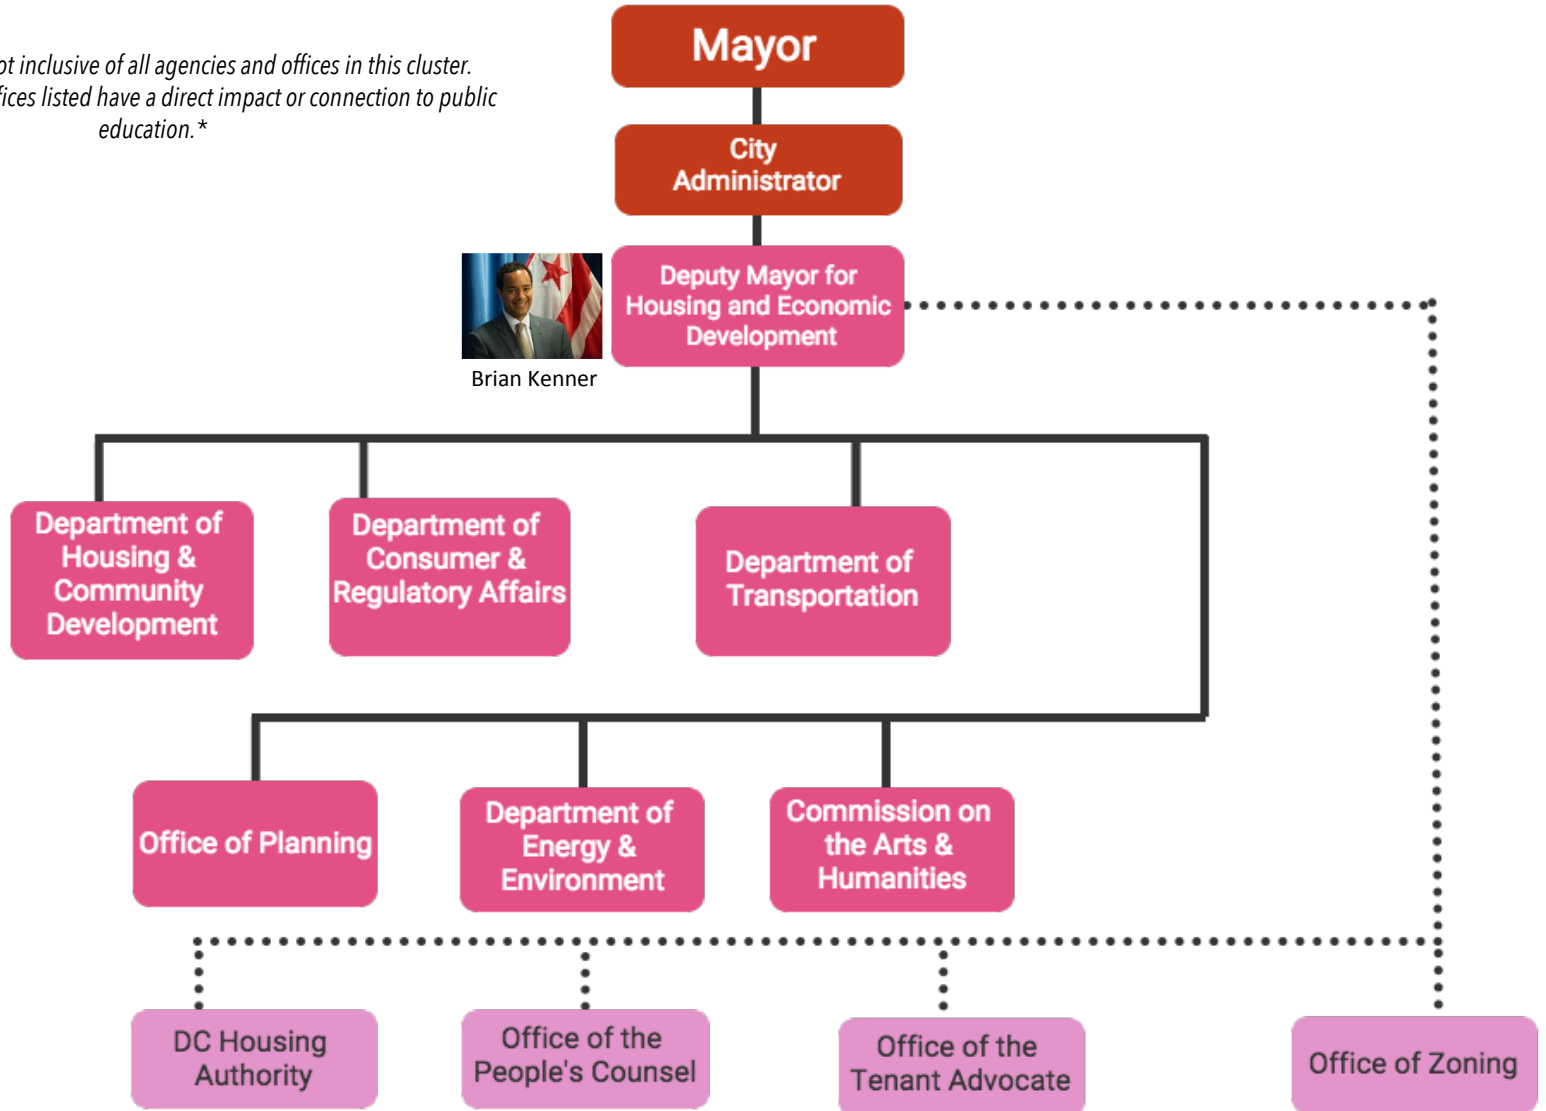 Mayor
ot inclusive of all agencies and offices in this cluster.
fices listed have a direct impact or connection to public
education.*
City
Administrator
Deputy Mayor for
Housing and Economic
Development
Brian Kenner
Department of
Housing &
Community
Development
Department of
Consumer &
Regulatory Affairs
Department of
Transportation
Office of Planning
Department of
Energy &
Environment
Commission on
the Arts &
Humanities
DC Housing
Authority
Office of the
People's Counsel
Office of the
Tenant Advocate
Office of Zoning